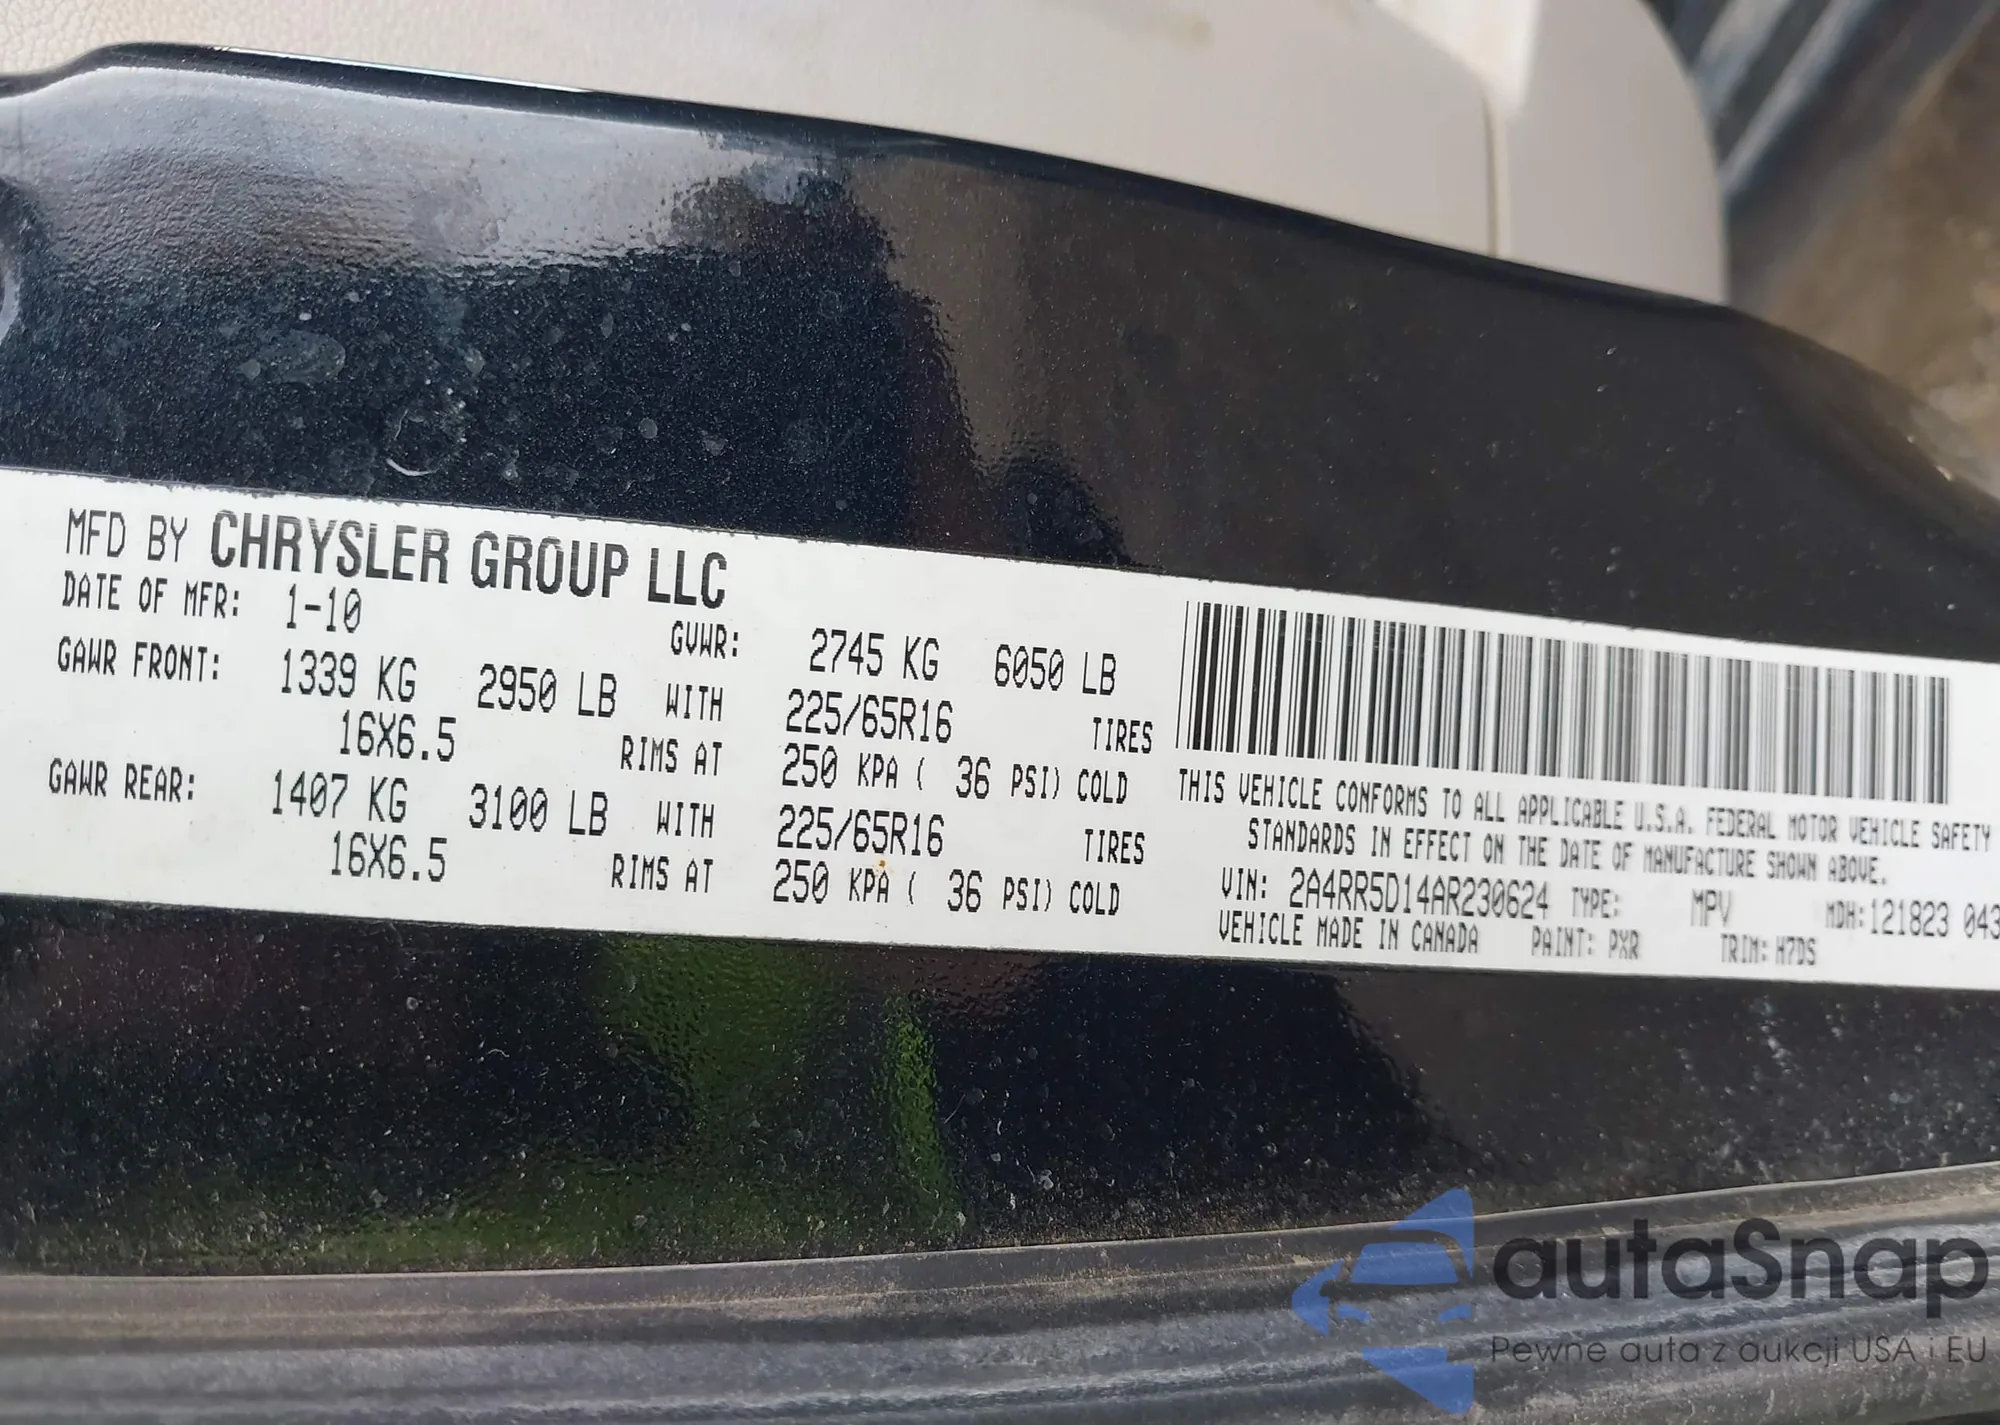 MFD BY CHRYSLER GROUP LLC
DATE OF MFR: 1-10 GVWR: 2745 KG 6050 LB
GAWR FRONT: 1339 KG 2950 LB WITH 225/65R16 TIRES
16X6.5 RIMS AT 250 KPA ( 36 PSI) COLD
GAWR REAR: 1407 KG 3100 LB WITH 225/65R16 TIRES
16X6.5 RIMS AT 250 KPA ( 36 PSI) COLD
THIS VEHICLE CONFORMS TO ALL APPLICABLE U.S.A. FEDERAL MOTOR VEHICLE SAFETY
STANDARDS IN EFFECT ON THE DATE OF MANUFACTURE SHOWN ABOVE.
VIN: 2A4RR5D14AR230624 TYPE: MPV MDH: 121823 043
VEHICLE MADE IN CANADA PAINT: PXR TRIM: H7DS
autaSnap
Pewne auta z aukcji USA i EU